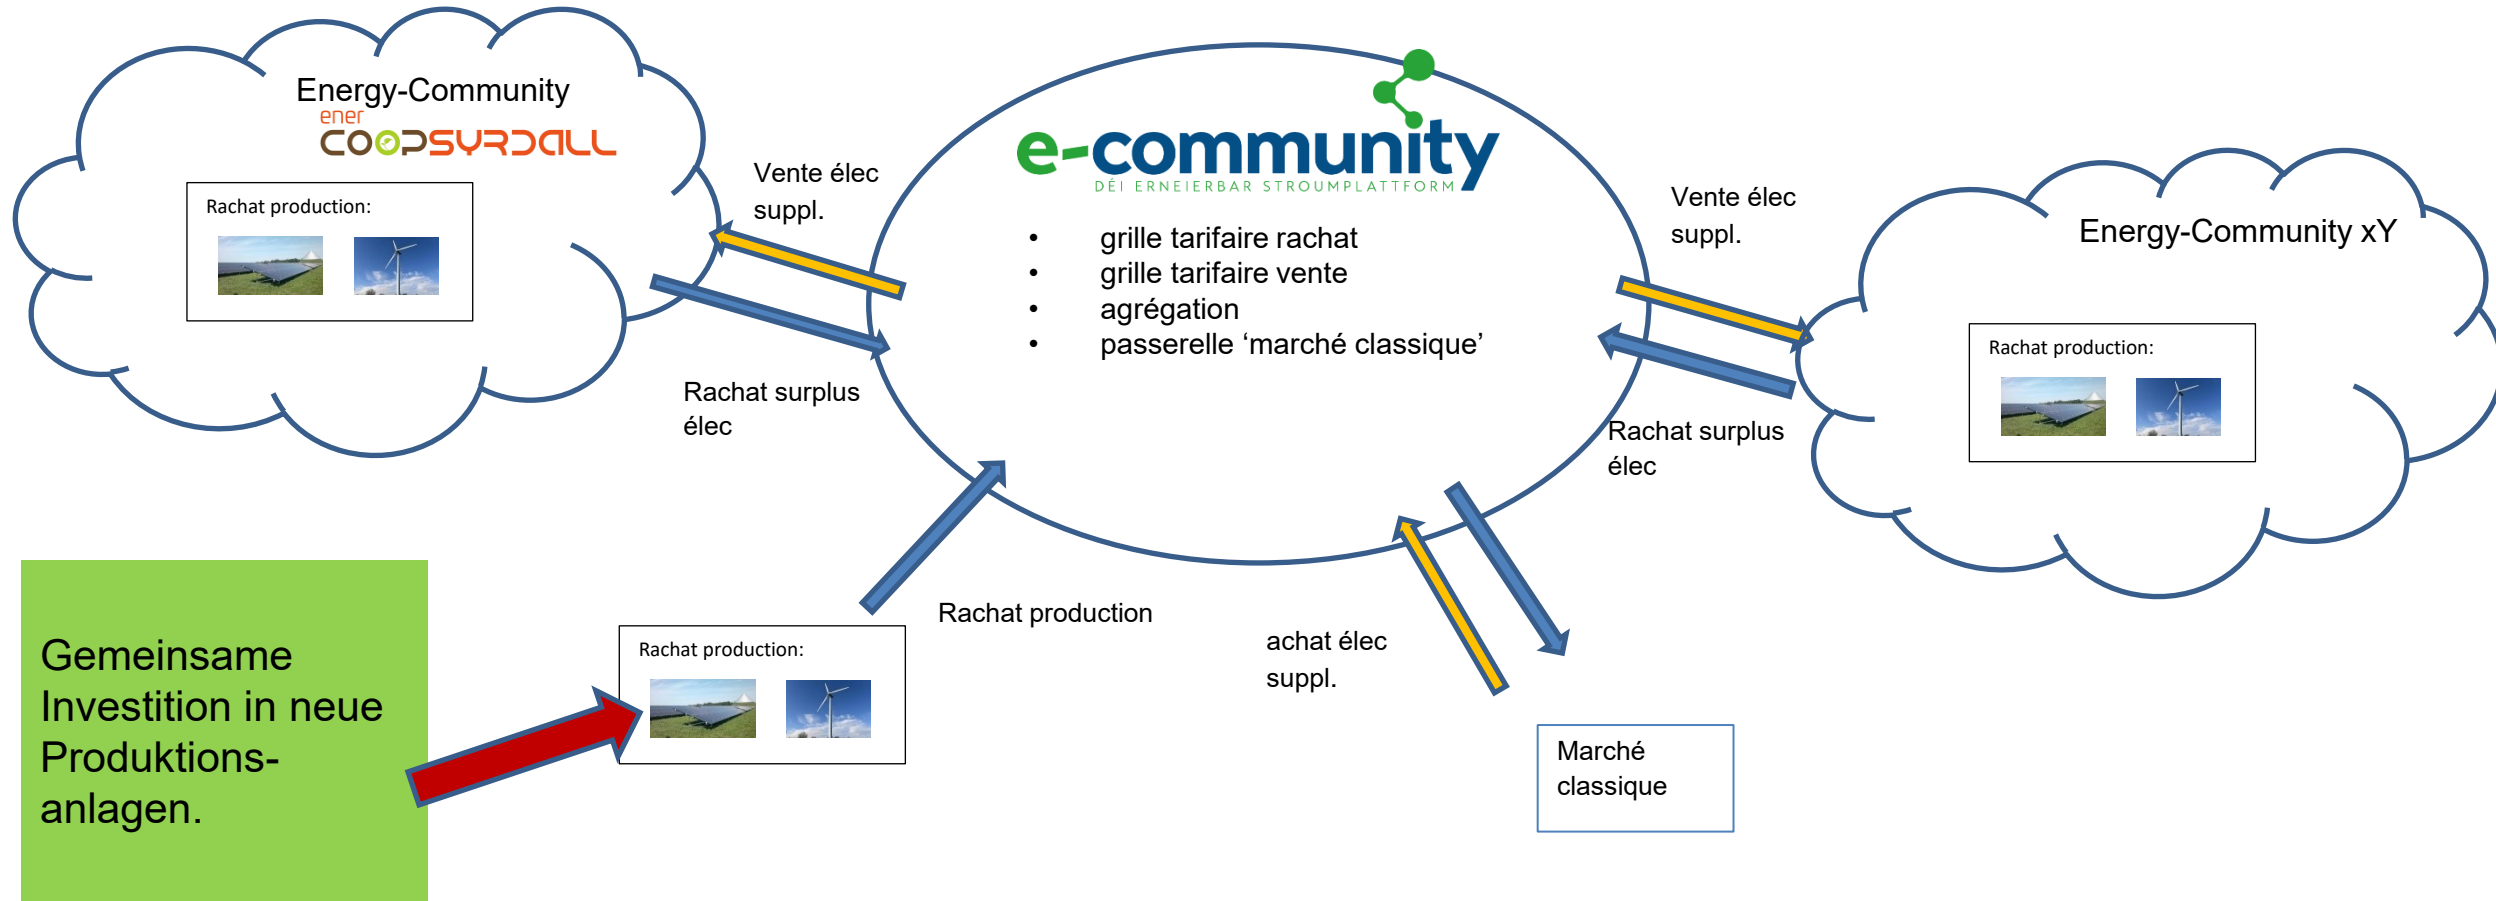 Energy-Community
ener
COOPSYRDALL
Rachat production:
Vente élec
suppl.
Rachat surplus
élec
e-community
DÉI ERNEIERBAR STROUMPLATTFORM
• grille tarifaire rachat
• grille tarifaire vente
• agrégation
• passerelle ‘marché classique’
Vente élec
suppl.
Rachat surplus
élec
Energy-Community xY
Rachat production:
Gemeinsame
Investition in neue
Produktions-
anlagen.
Rachat production:
Rachat production
achat élec
suppl.
Marché
classique